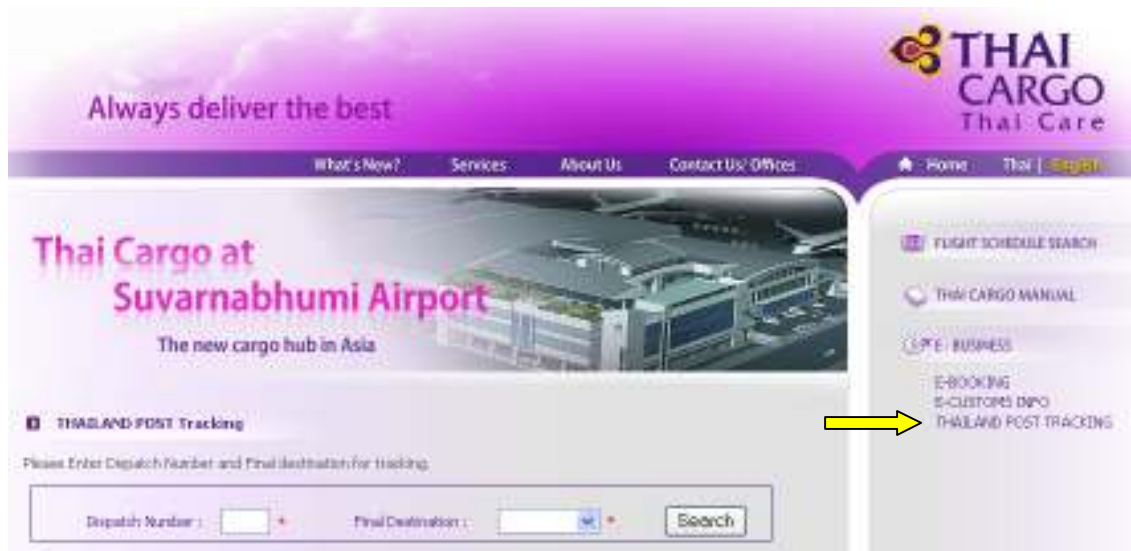 Always deliver the best
THAI
CARGO
Thai Care
What's New? Services About Us Contact Us/ Offices
Home Thai | English
Thai Cargo at
Suvarnabhumi Airport
The new cargo hub in Asia
FLIGHT SCHEDULE SEARCH
THAI CARGO MANUAL
E - BUSINESS
E-BOOKING
E-CUSTOMS INFO
THAILAND POST TRACKING
THAILAND POST Tracking
Please Enter Dispatch Number and Final destination for tracking.
Dispatch Number : * Final Destination : * Search